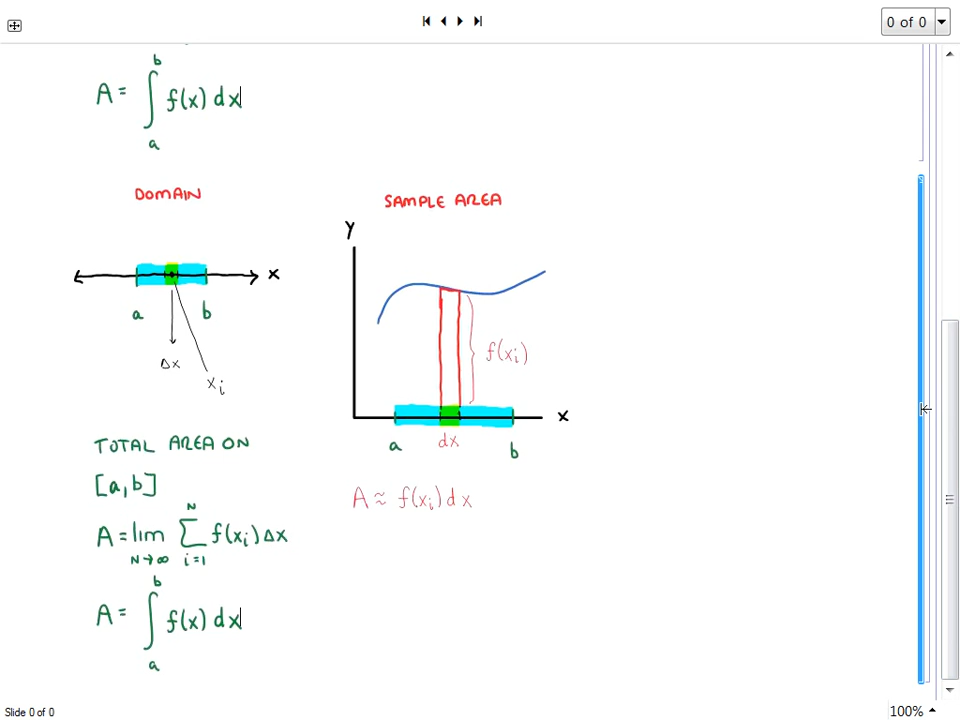 0 of 0
b
A = ∫ f(x) dx
a
DOMAIN
x
a b
Δx
xᵢ
SAMPLE AREA
Y
f(xᵢ)
x
a dx b
A ≈ f(xᵢ) dx
TOTAL AREA ON
[a,b]
N
A = lim Σ f(xᵢ) Δx
N→∞ i=1
b
A = ∫ f(x) dx
a
Slide 0 of 0
100%